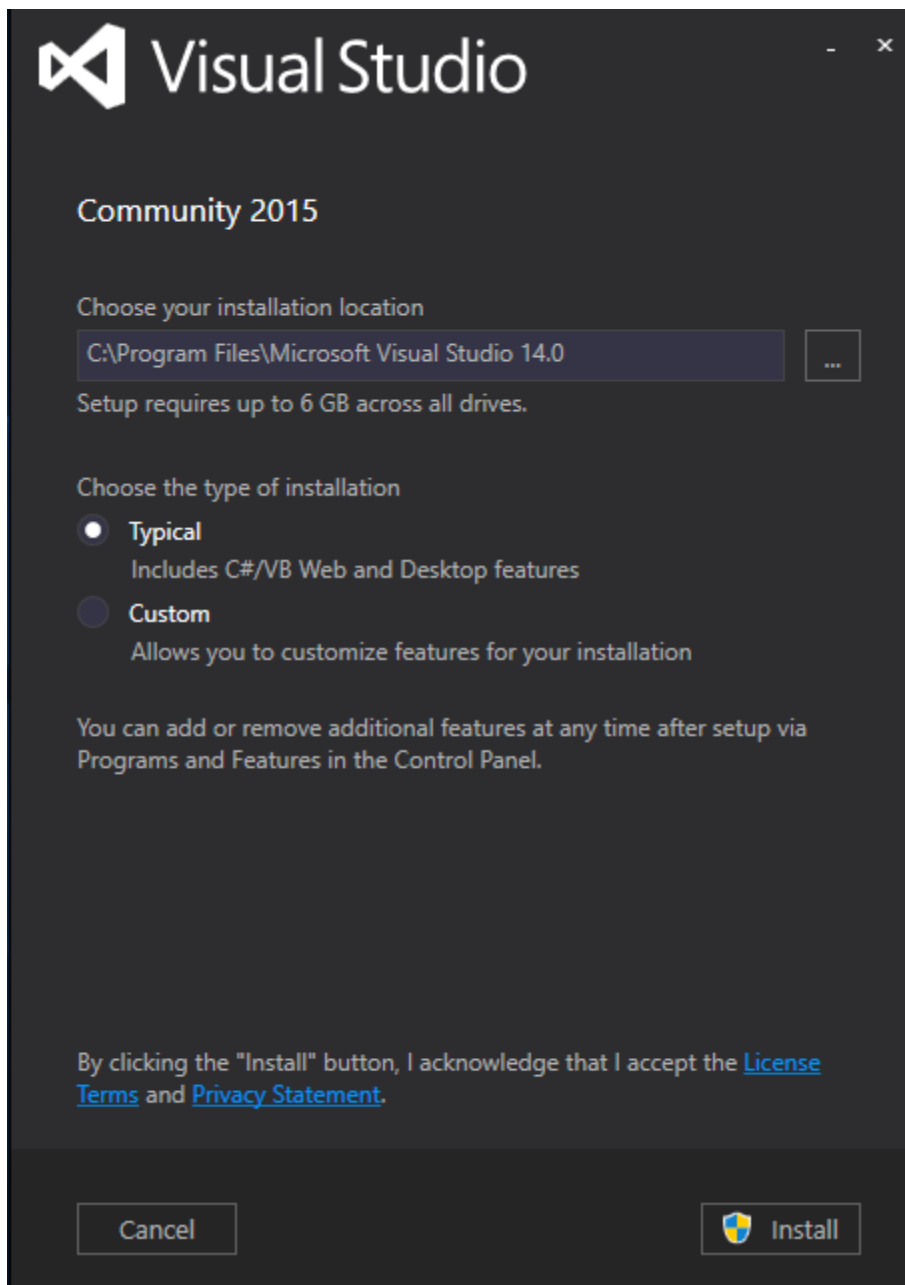 Visual Studio
Community 2015
Choose your installation location
C:\Program Files\Microsoft Visual Studio 14.0
...
Setup requires up to 6 GB across all drives.
Choose the type of installation
Typical
Includes C#/VB Web and Desktop features
Custom
Allows you to customize features for your installation
You can add or remove additional features at any time after setup via
Programs and Features in the Control Panel.
By clicking the "Install" button, I acknowledge that I accept the License
Terms and Privacy Statement.
Cancel
Install